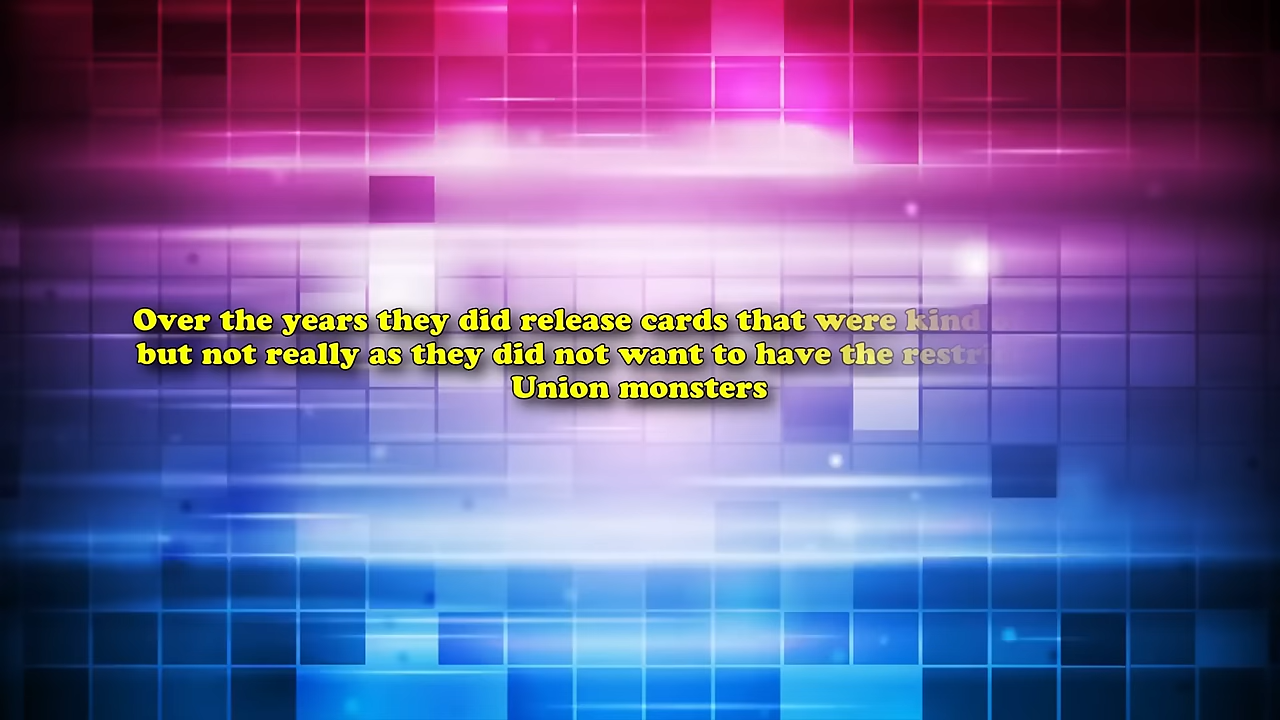 Over the years they did release cards that were kind
but not really as they did not want to have the
Union monsters